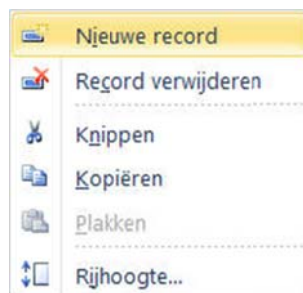 Nieuwe record
Record verwijderen
Knippen
Kopiëren
Plakken
Rijhoogte...